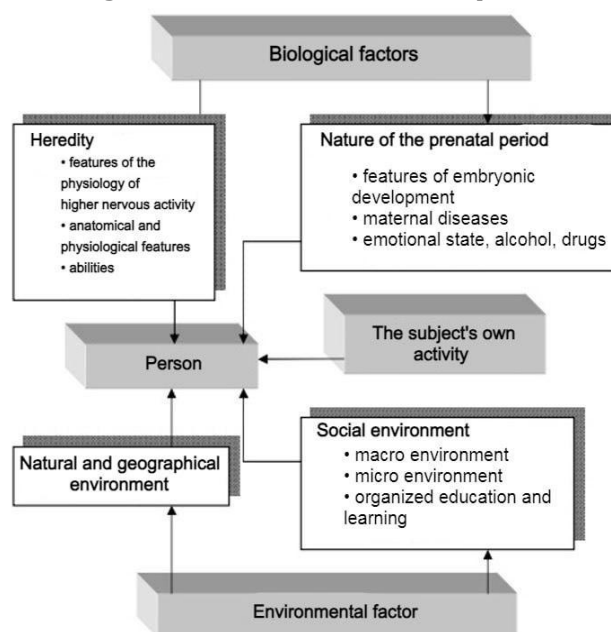 Biological factors
Heredity
• features of the
physiology of
higher nervous activity
• anatomical and
physiological features
• abilities
Nature of the prenatal period
• features of embryonic
development
• maternal diseases
• emotional state, alcohol, drugs
The subject's own
activity
Person
Natural and geographical
environment
Social environment
• macro environment
• micro environment
• organized education and
learning
Environmental factor